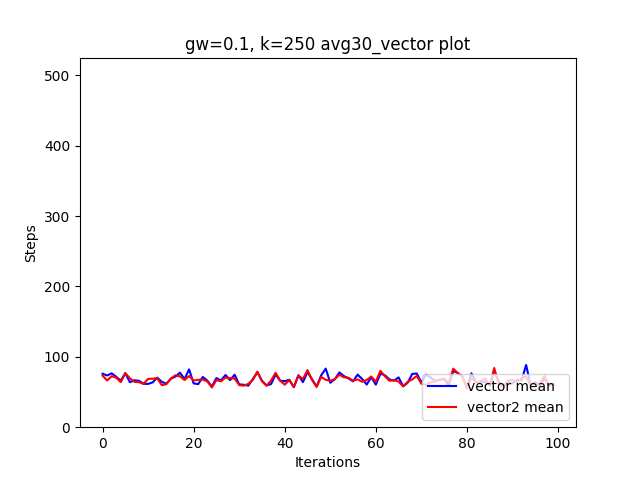 gw=0.1, k=250 avg30_vector plot
500
400
300
200
100
0
Steps
0 20 40 60 80 100
Iterations
vector mean
vector2 mean